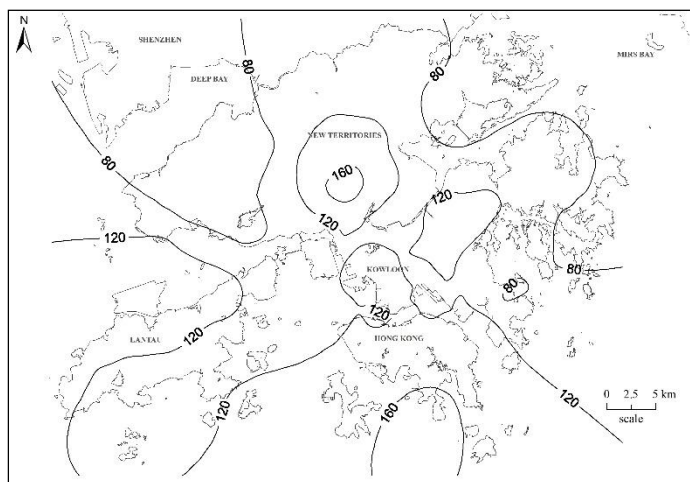 N
SHENZHEN
80
DEEP BAY
80
MIRS BAY
80
NEW TERRITORIES
160
120
120
120
KOWLOON
80
80
120
LANTAU
120
HONG KONG
120
160
120
0 2.5 5 km
scale